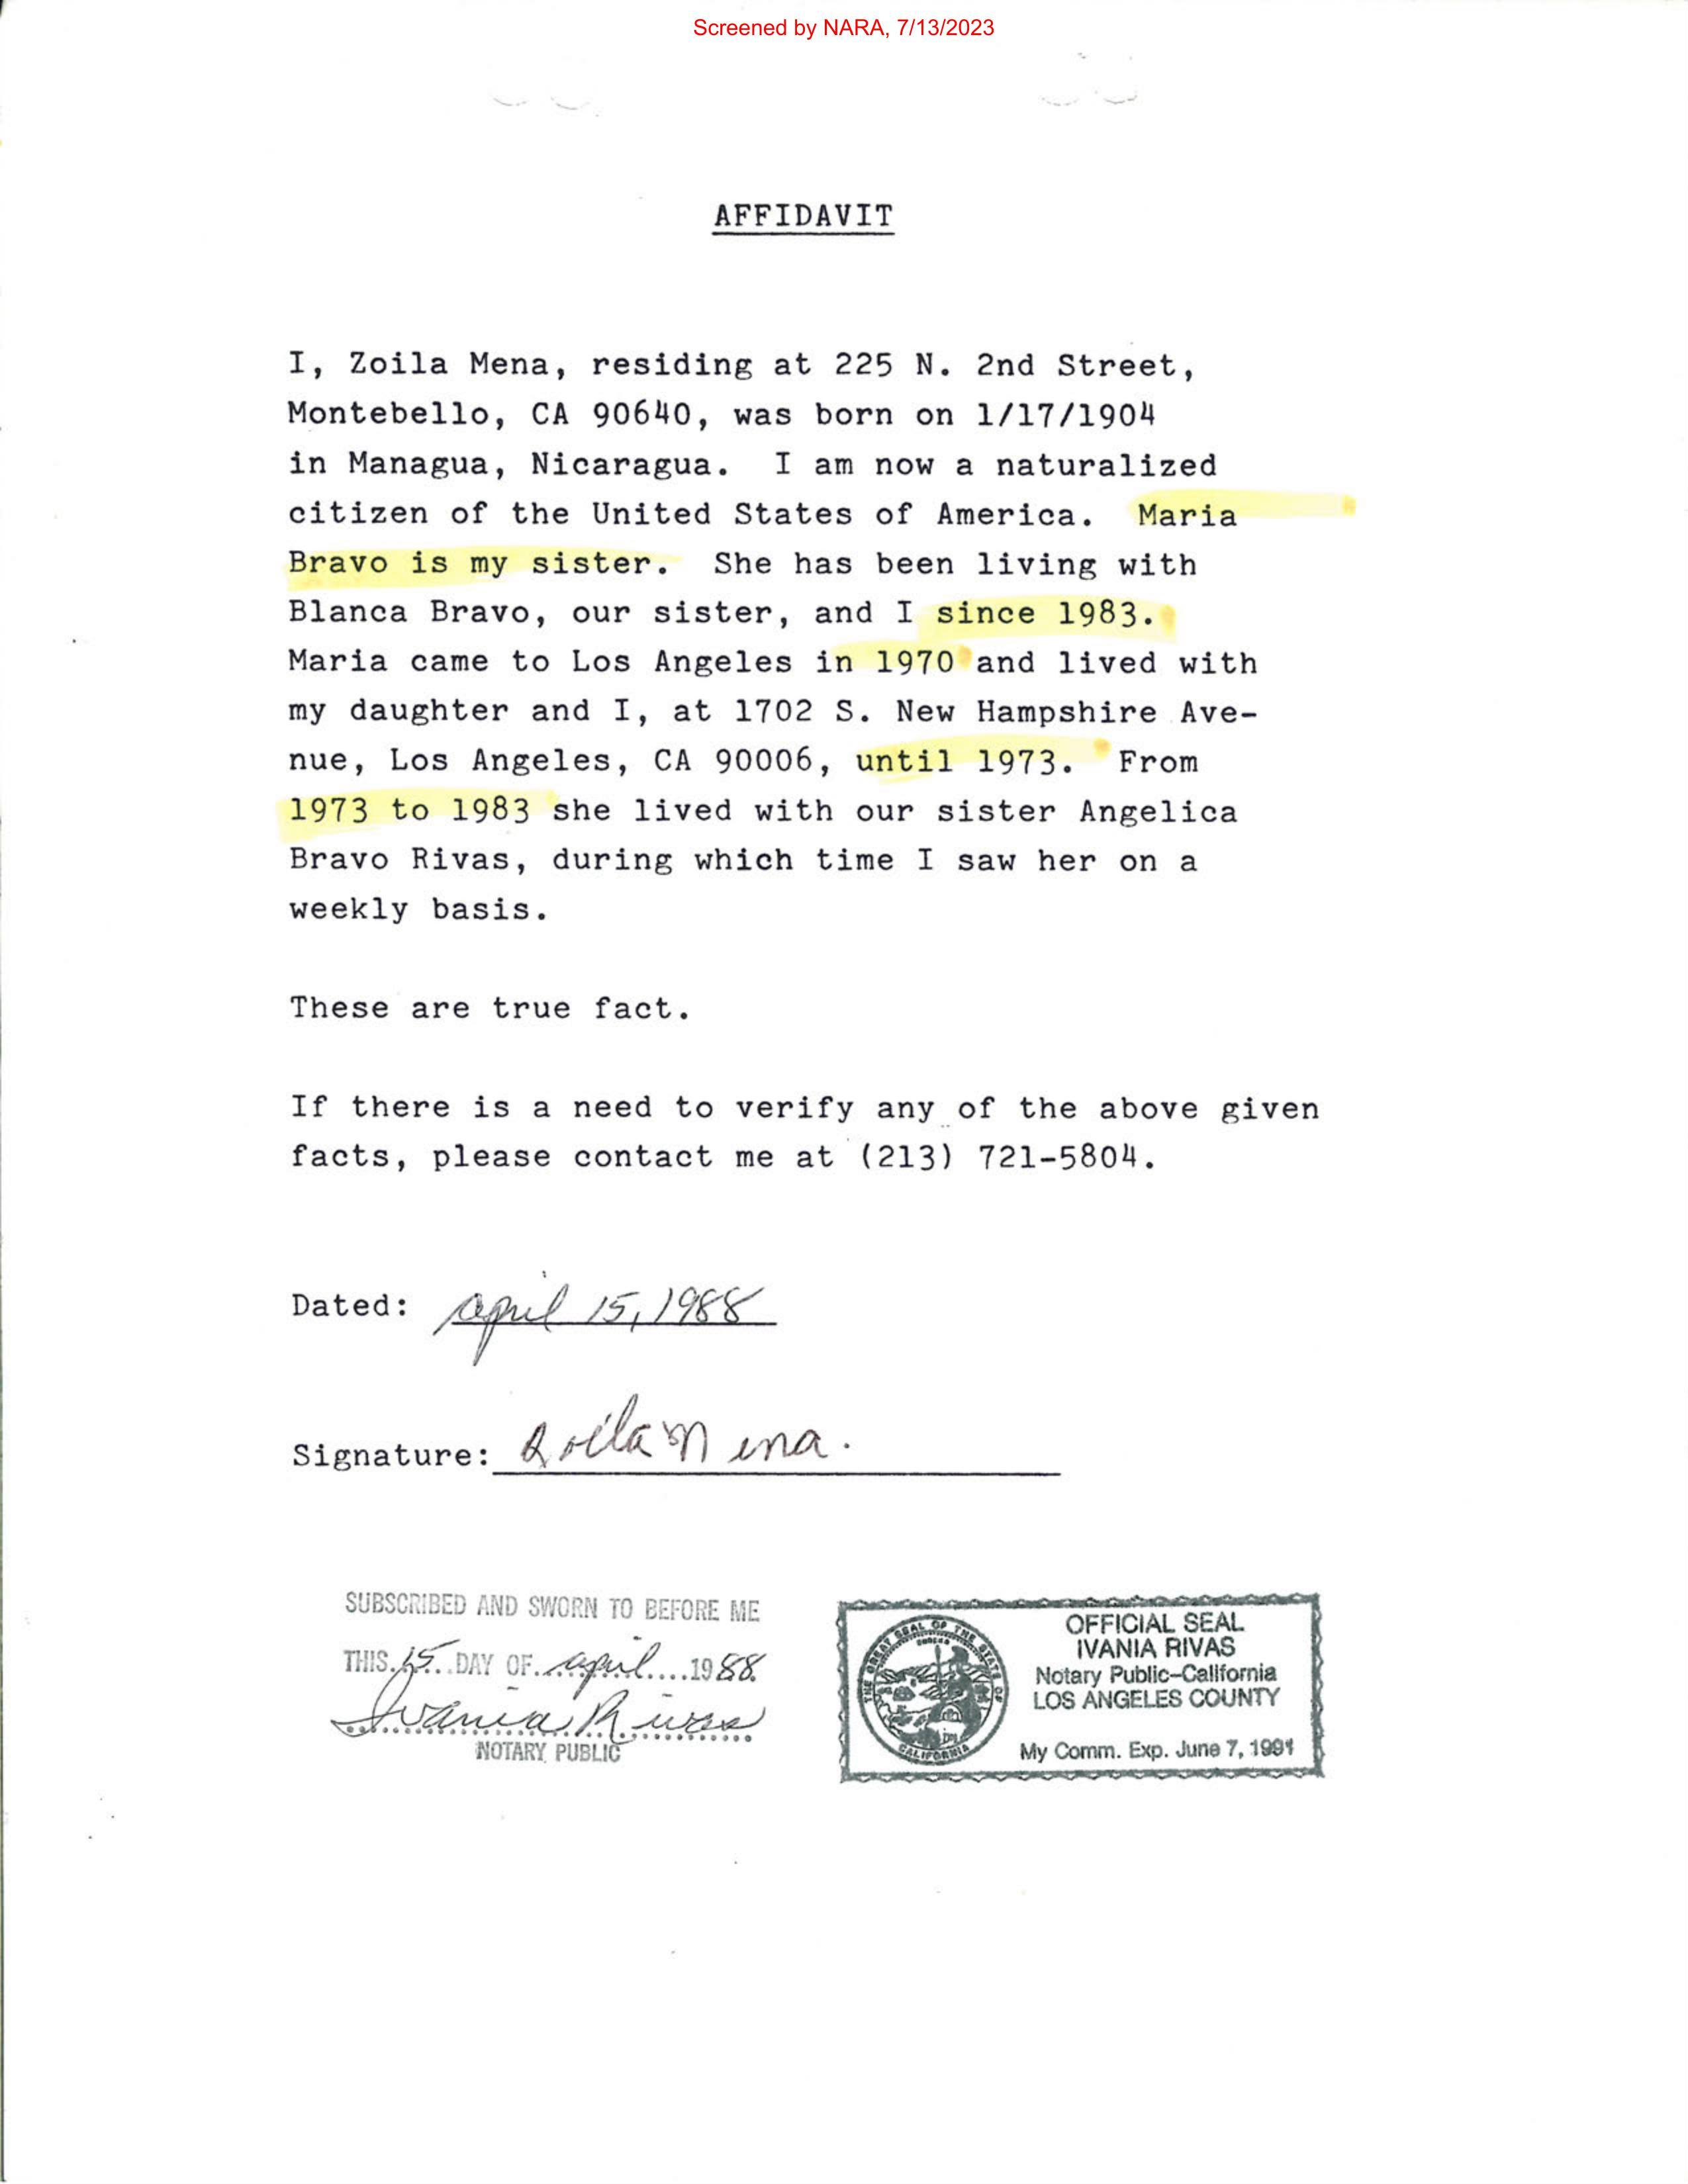 Screened by NARA, 7/13/2023
AFFIDAVIT
I, Zoila Mena, residing at 225 N. 2nd Street,
Montebello, CA 90640, was born on 1/17/1904
in Managua, Nicaragua. I am now a naturalized
citizen of the United States of America. Maria
Bravo is my sister. She has been living with
Blanca Bravo, our sister, and I since 1983.
Maria came to Los Angeles in 1970 and lived with
my daughter and I, at 1702 S. New Hampshire Ave-
nue, Los Angeles, CA 90006, until 1973. From
1973 to 1983 she lived with our sister Angelica
Bravo Rivas, during which time I saw her on a
weekly basis.
These are true fact.
If there is a need to verify any of the above given
facts, please contact me at (213) 721-5804.
Dated: April 15, 1988
Signature: Zoila Mena.
SUBSCRIBED AND SWORN TO BEFORE ME
THIS 15 DAY OF April 1988
Ivania Rivas
NOTARY PUBLIC
THE GREAT SEAL OF THE STATE OF
EUREKA
CALIFORNIA
OFFICIAL SEAL
IVANIA RIVAS
Notary Public-California
LOS ANGELES COUNTY
My Comm. Exp. June 7, 1991